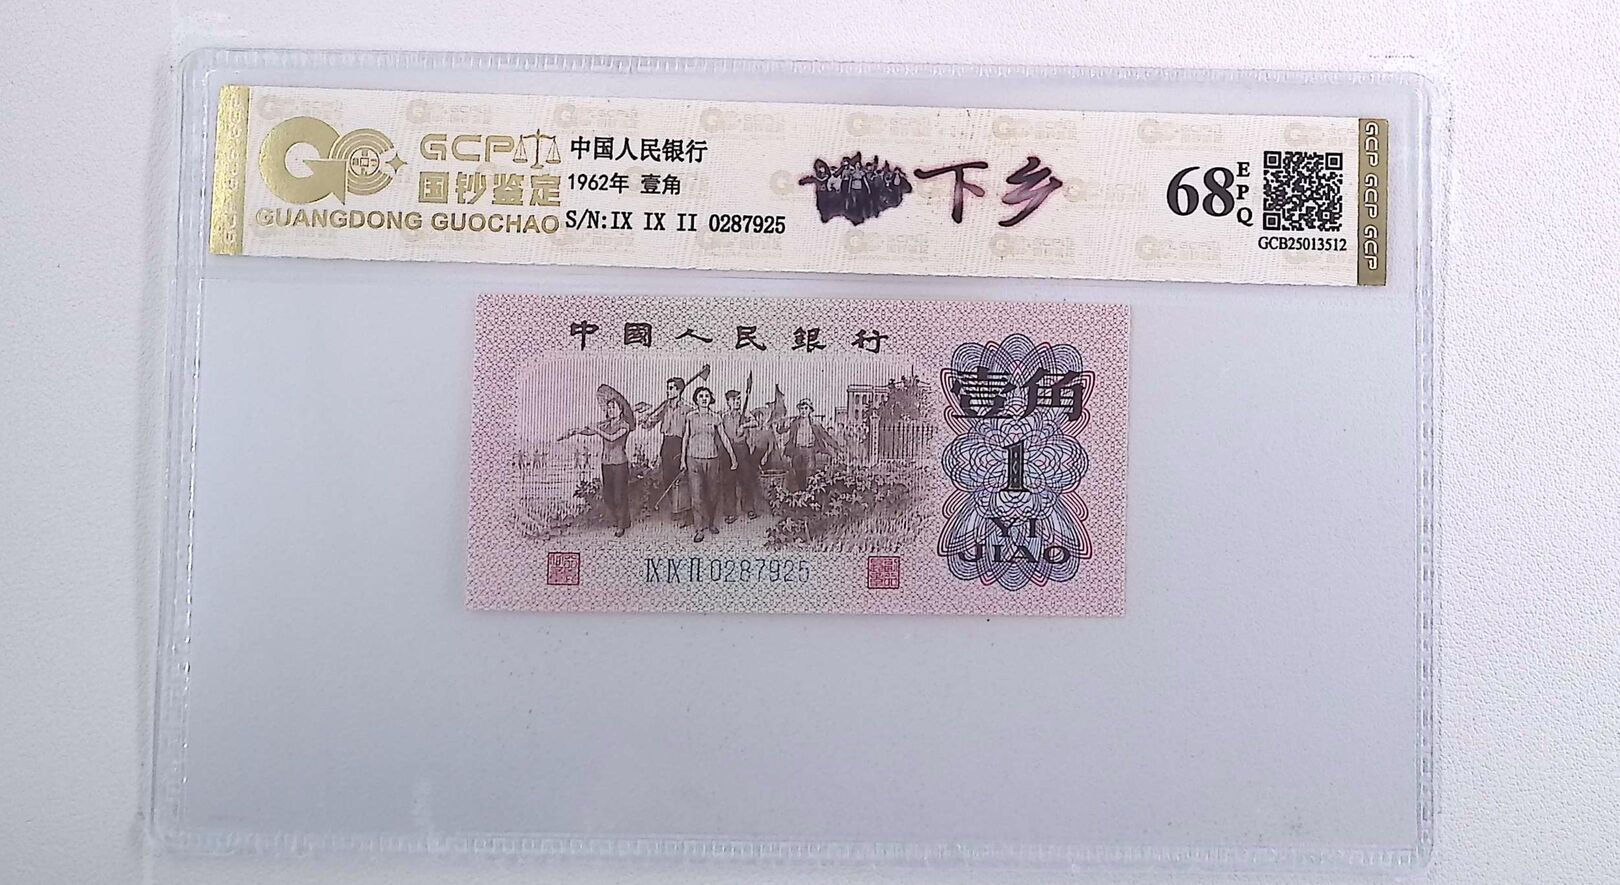 GCP
国钞鉴定
GUANGDONG GUOCHAO
中国人民银行
1962年 壹角
S/N:IX IX II 0287925
下乡
68
EPQ
GCB25013512
GCP GCP GCP
中國人民銀行
壹角
1
YI
JIAO
IX IX II 0287925